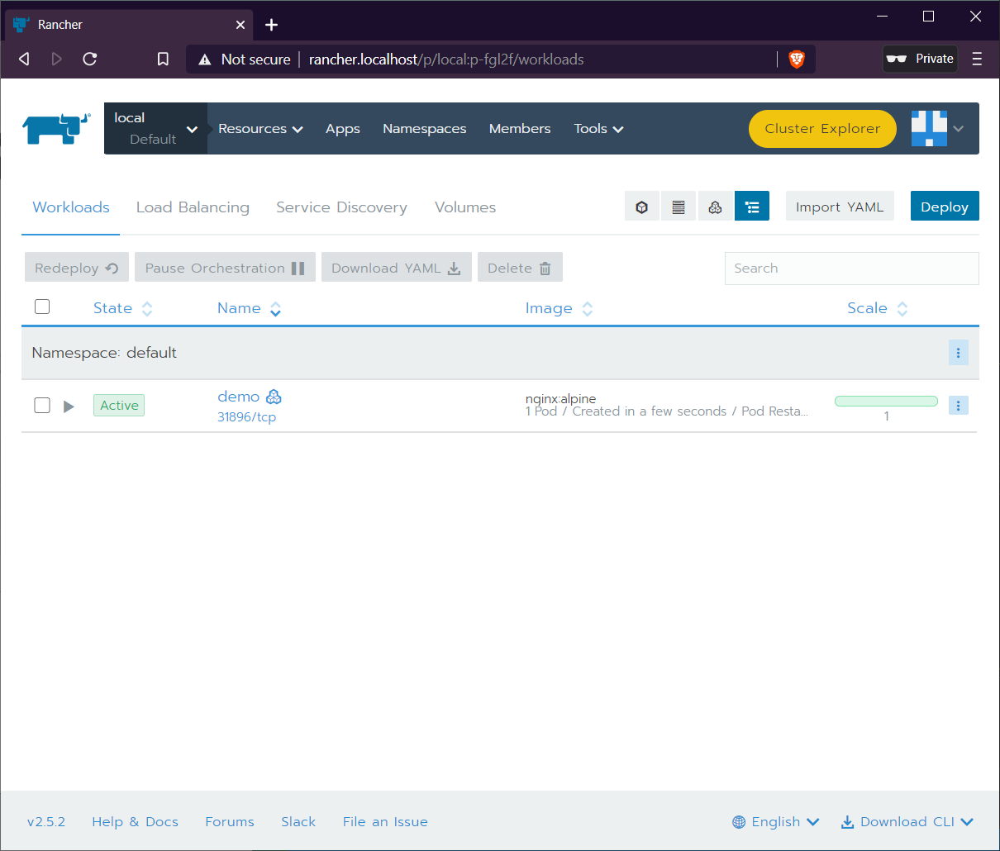 Rancher
Not secure
rancher.localhost/p/local:p-fgl2f/workloads
Private
local
Default
Resources
Apps
Namespaces
Members
Tools
Cluster Explorer
Workloads
Load Balancing
Service Discovery
Volumes
Import YAML
Deploy
Redeploy
Pause Orchestration
Download YAML
Delete
Search
State
Name
Image
Scale
Namespace: default
Active
demo
31896/tcp
nginx:alpine
1 Pod / Created in a few seconds / Pod Resta...
1
v2.5.2
Help & Docs
Forums
Slack
File an Issue
English
Download CLI